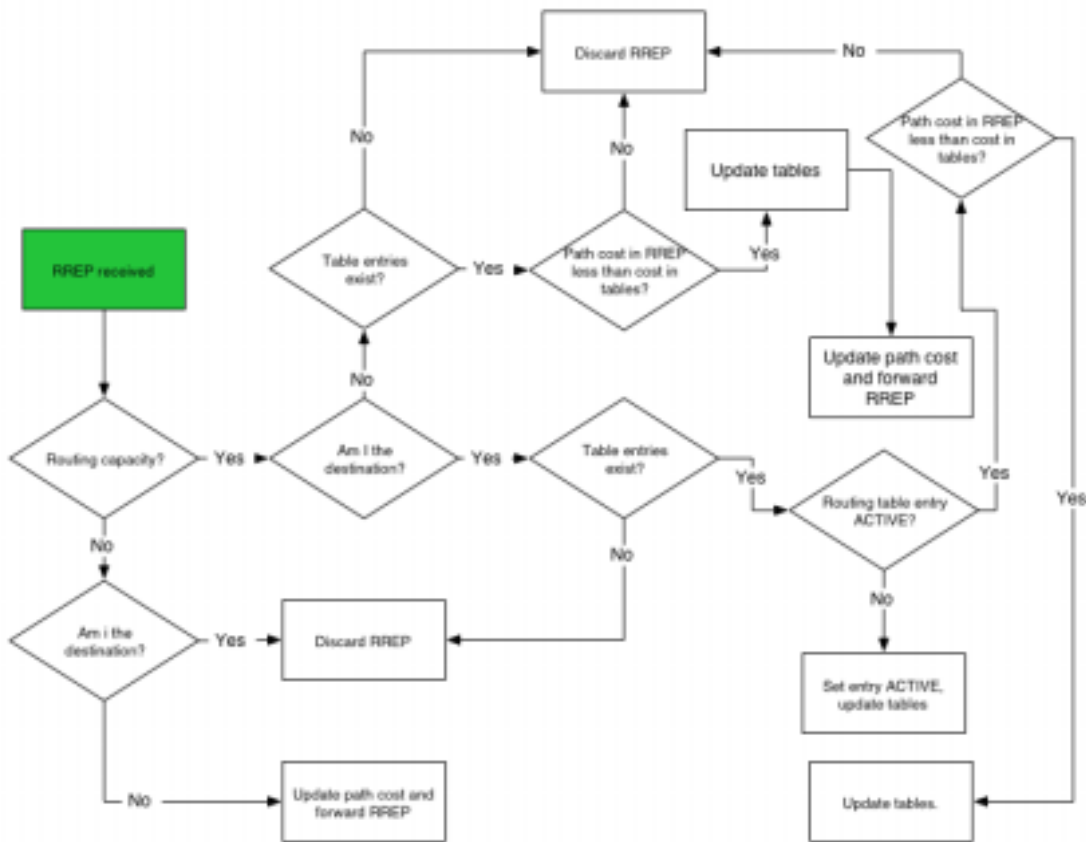 Discard RREP
No
Path cost in RREP
less than cost in
tables?
No
No
Update tables
RREP received
Table entries
exist?
Yes
Path cost in RREP
less than cost in
tables?
Yes
Update path cost
and forward
RREP
No
Routing capacity?
Yes
Am I the
destination?
Yes
Table entries
exist?
Yes
Routing table entry
ACTIVE?
Yes
Yes
No
No
No
Am i the
destination?
Yes
Discard RREP
Set entry ACTIVE,
update tables
No
Update path cost and
forward RREP
Update tables.